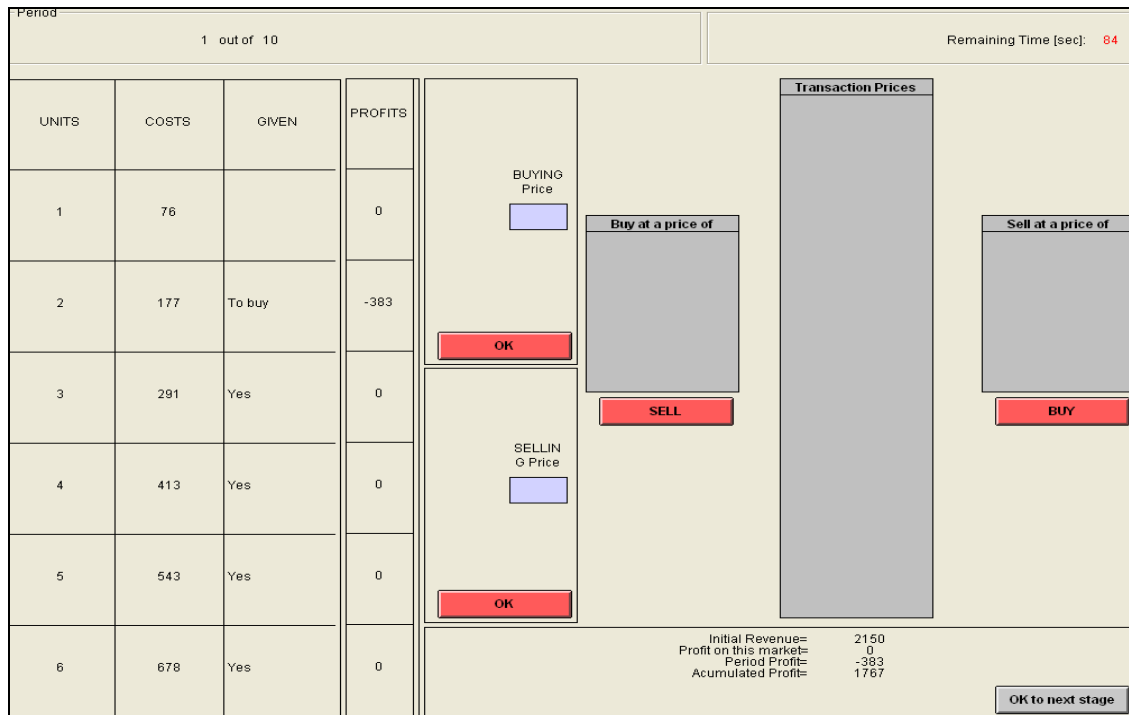 Period
1 out of 10
Remaining Time [sec]: 84
UNITS COSTS GIVEN PROFITS
1 76 0
2 177 To buy -383
3 291 Yes 0
4 413 Yes 0
5 543 Yes 0
6 678 Yes 0
BUYING
Price
OK
SELLIN
G Price
OK
Buy at a price of
SELL
Transaction Prices
Sell at a price of
BUY
Initial Revenue= 2150
Profit on this market= 0
Period Profit= -383
Acumulated Profit= 1767
OK to next stage